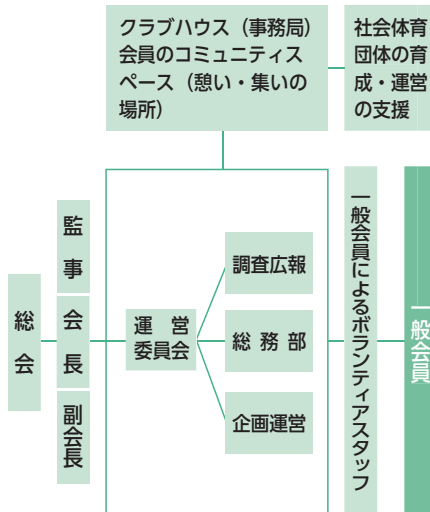 クラブハウス（事務局）
会員のコミュニティス
ペース（憩い・集いの
場所）
社会体育
団体の育
成・運営
の支援
総会
監事
会長
副会長
運営
委員会
調査広報
総務部
企画運営
一般会員によるボランティアスタッフ
一般会員